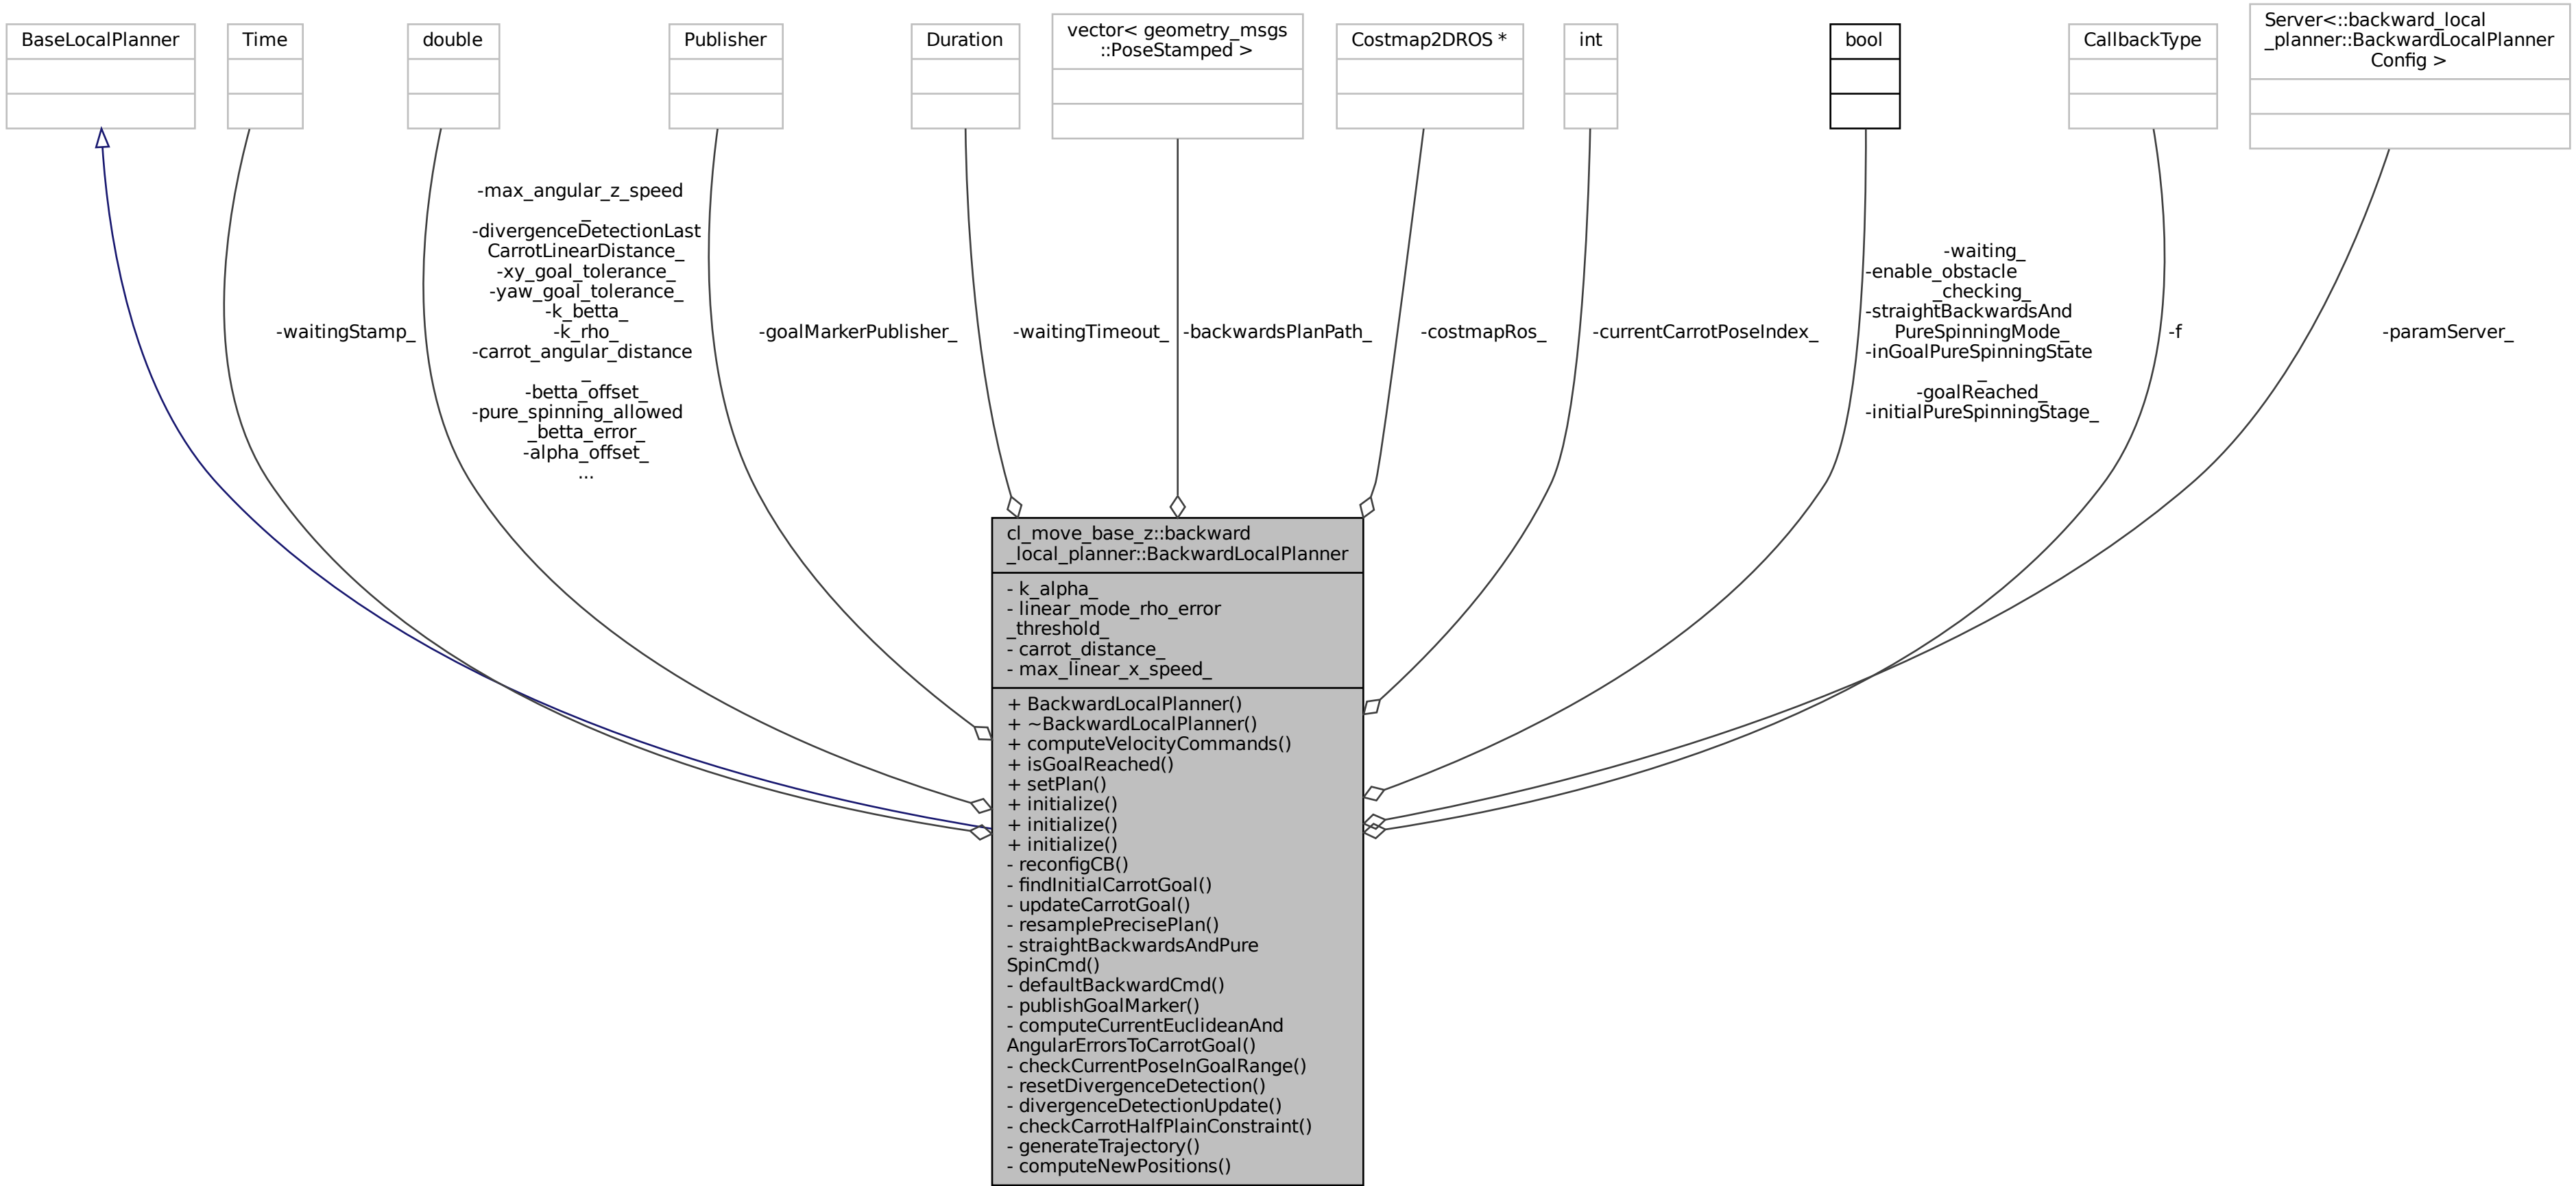 BaseLocalPlanner
Time
double
Publisher
Duration
vector< geometry_msgs
::PoseStamped >
Costmap2DROS *
int
bool
CallbackType
Server<::backward_local
_planner::BackwardLocalPlanner
Config >
-waitingStamp_
-max_angular_z_speed
_
-divergenceDetectionLast
CarrotLinearDistance_
-xy_goal_tolerance_
-yaw_goal_tolerance_
-k_betta_
-k_rho_
-carrot_angular_distance
_
-betta_offset_
-pure_spinning_allowed
_betta_error_
-alpha_offset_
...
-goalMarkerPublisher_
-waitingTimeout_
-backwardsPlanPath_
-costmapRos_
-currentCarrotPoseIndex_
-waiting_
-enable_obstacle
_checking_
-straightBackwardsAnd
PureSpinningMode_
-inGoalPureSpinningState
_
-goalReached_
-initialPureSpinningStage_
-f
-paramServer_
cl_move_base_z::backward
_local_planner::BackwardLocalPlanner
- k_alpha_
- linear_mode_rho_error
_threshold_
- carrot_distance_
- max_linear_x_speed_
+ BackwardLocalPlanner()
+ ~BackwardLocalPlanner()
+ computeVelocityCommands()
+ isGoalReached()
+ setPlan()
+ initialize()
+ initialize()
+ initialize()
- reconfigCB()
- findInitialCarrotGoal()
- updateCarrotGoal()
- resamplePrecisePlan()
- straightBackwardsAndPure
SpinCmd()
- defaultBackwardCmd()
- publishGoalMarker()
- computeCurrentEuclideanAnd
AngularErrorsToCarrotGoal()
- checkCurrentPoseInGoalRange()
- resetDivergenceDetection()
- divergenceDetectionUpdate()
- checkCarrotHalfPlainConstraint()
- generateTrajectory()
- computeNewPositions()